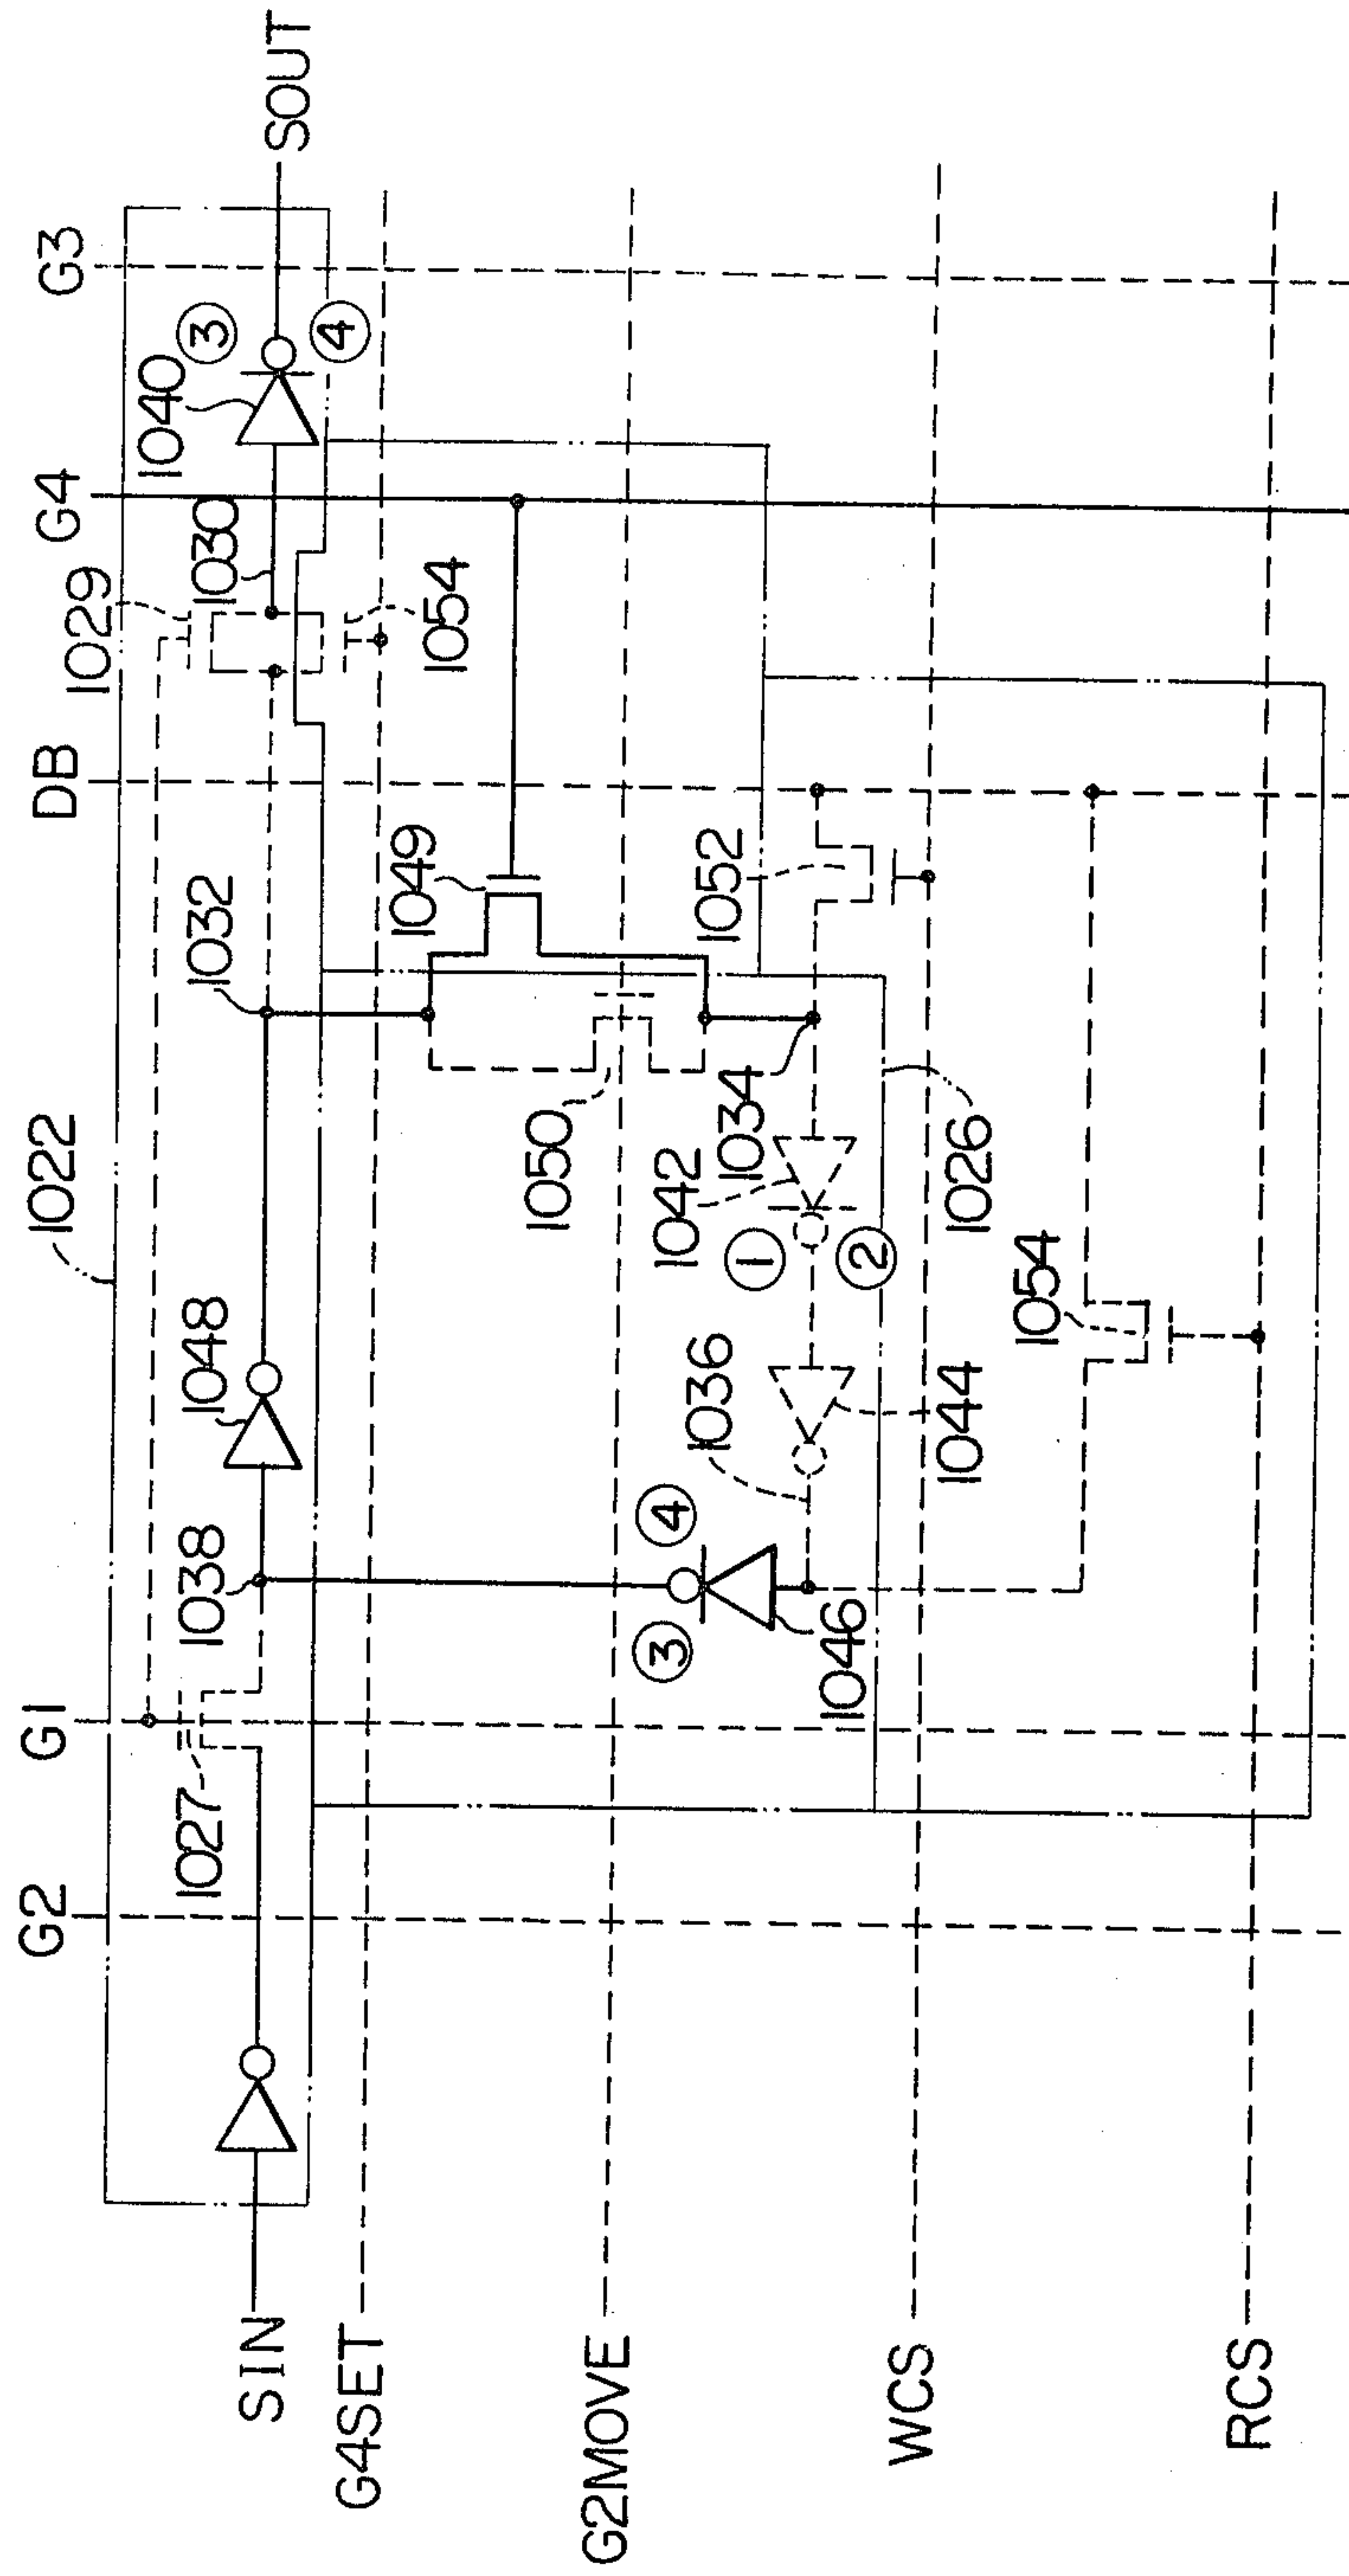 SOUT
G3
③
④
1040
G4
1030
1029
1054
DB
1032
1049
1052
1022
1050
1034
1042
①
②
1026
1048
1036
1054
1044
④
③
1038
1046
G1
1027
G2
SIN
G4SET
G2MOVE
WCS
RCS